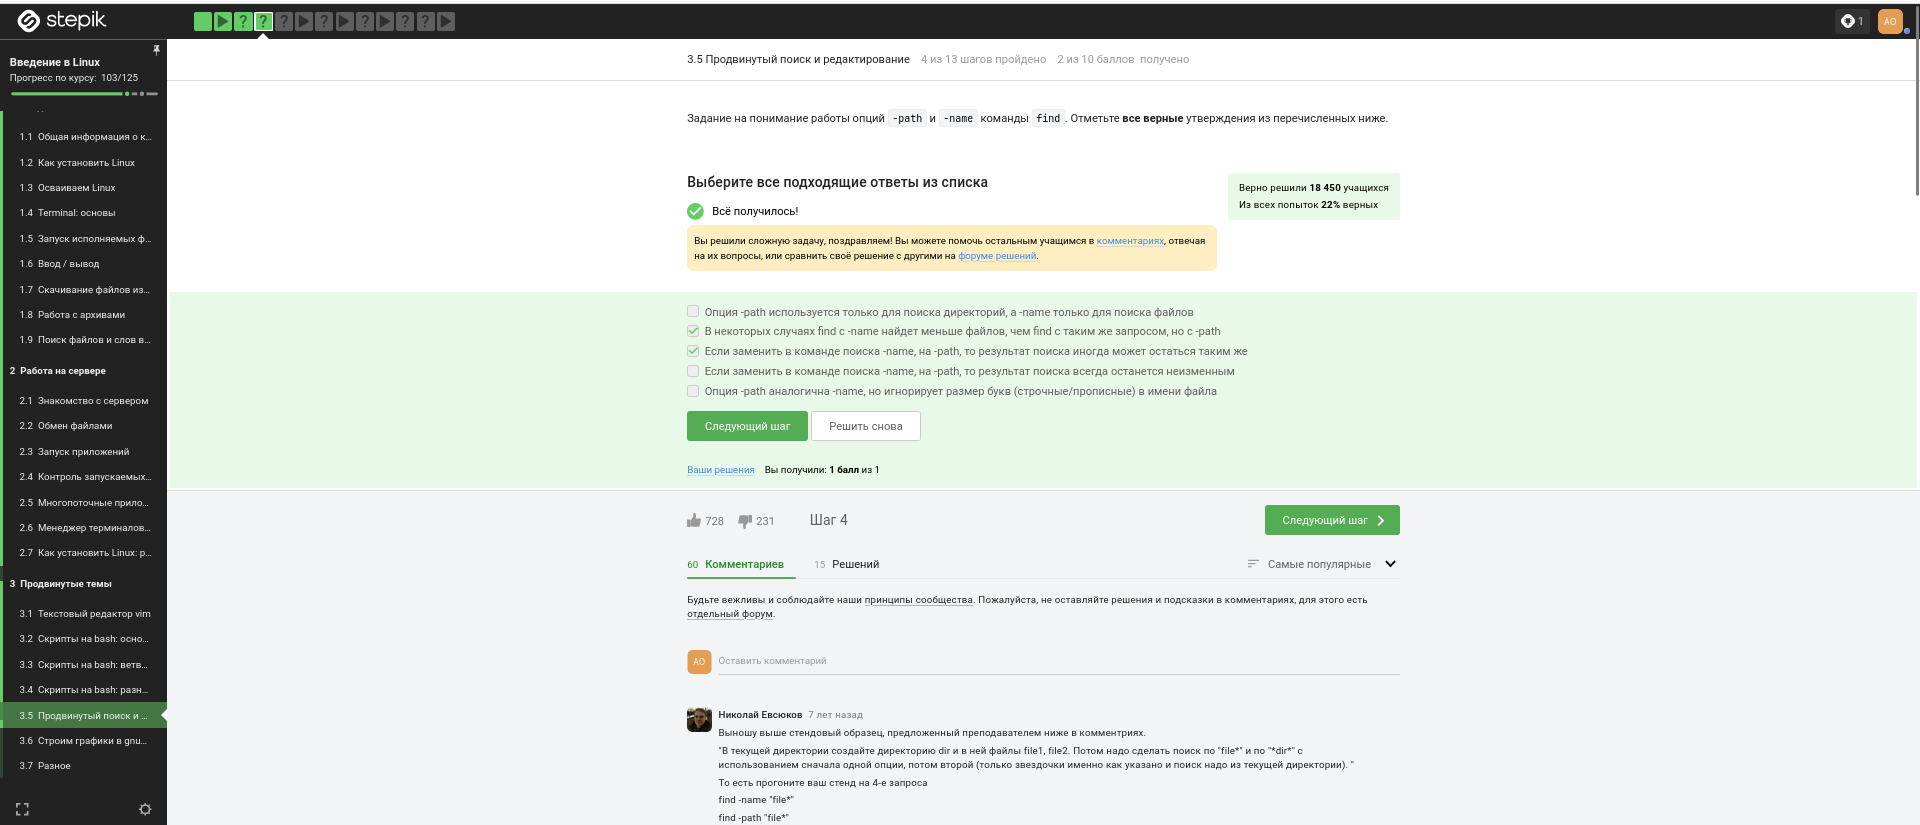 stepik
? ? ? ? ? ? ?
1
AO
Введение в Linux
Прогресс по курсу: 103/125
1.1 Общая информация о к...
1.2 Как установить Linux
1.3 Осваиваем Linux
1.4 Terminal: основы
1.5 Запуск исполняемых ф...
1.6 Ввод / вывод
1.7 Скачивание файлов из...
1.8 Работа с архивами
1.9 Поиск файлов и слов в...
2 Работа на сервере
2.1 Знакомство с сервером
2.2 Обмен файлами
2.3 Запуск приложений
2.4 Контроль запускаемых...
2.5 Многопоточные прило...
2.6 Менеджер терминалов...
2.7 Как установить Linux: р...
3 Продвинутые темы
3.1 Текстовый редактор vim
3.2 Скрипты на bash: осно...
3.3 Скрипты на bash: ветв...
3.4 Скрипты на bash: разн...
3.5 Продвинутый поиск и ...
3.6 Строим графики в gnu...
3.7 Разное
3.5 Продвинутый поиск и редактирование 4 из 13 шагов пройдено 2 из 10 баллов получено
Задание на понимание работы опций -path и -name команды find. Отметьте все верные утверждения из перечисленных ниже.
Выберите все подходящие ответы из списка
Верно решили 18 450 учащихся
Из всех попыток 22% верных
Всё получилось!
Вы решили сложную задачу, поздравляем! Вы можете помочь остальным учащимся в комментариях, отвечая
на их вопросы, или сравнить своё решение с другими на форуме решений.
Опция -path используется только для поиска директорий, а -name только для поиска файлов
В некоторых случаях find с -name найдет меньше файлов, чем find с таким же запросом, но с -path
Если заменить в команде поиска -name, на -path, то результат поиска иногда может остаться таким же
Если заменить в команде поиска -name, на -path, то результат поиска всегда останется неизменным
Опция -path аналогична -name, но игнорирует размер букв (строчные/прописные) в имени файла
Следующий шаг Решить снова
Ваши решения Вы получили: 1 балл из 1
728 231 Шаг 4 Следующий шаг
60 Комментариев 15 Решений Самые популярные
Будьте вежливы и соблюдайте наши принципы сообщества. Пожалуйста, не оставляйте решения и подсказки в комментариях, для этого есть
отдельный форум.
AO Оставить комментарий
Николай Евсюков 7 лет назад
Выношу выше стендовый образец, предложенный преподавателем ниже в комментриях.
"В текущей директории создайте директорию dir и в ней файлы file1, file2. Потом надо сделать поиск по "file*" и по "*dir*" с
использованием сначала одной опции, потом второй (только звездочки именно как указано и поиск надо из текущей директории). "
То есть прогоните ваш стенд на 4-е запроса
find -name "file*"
find -path "file*"